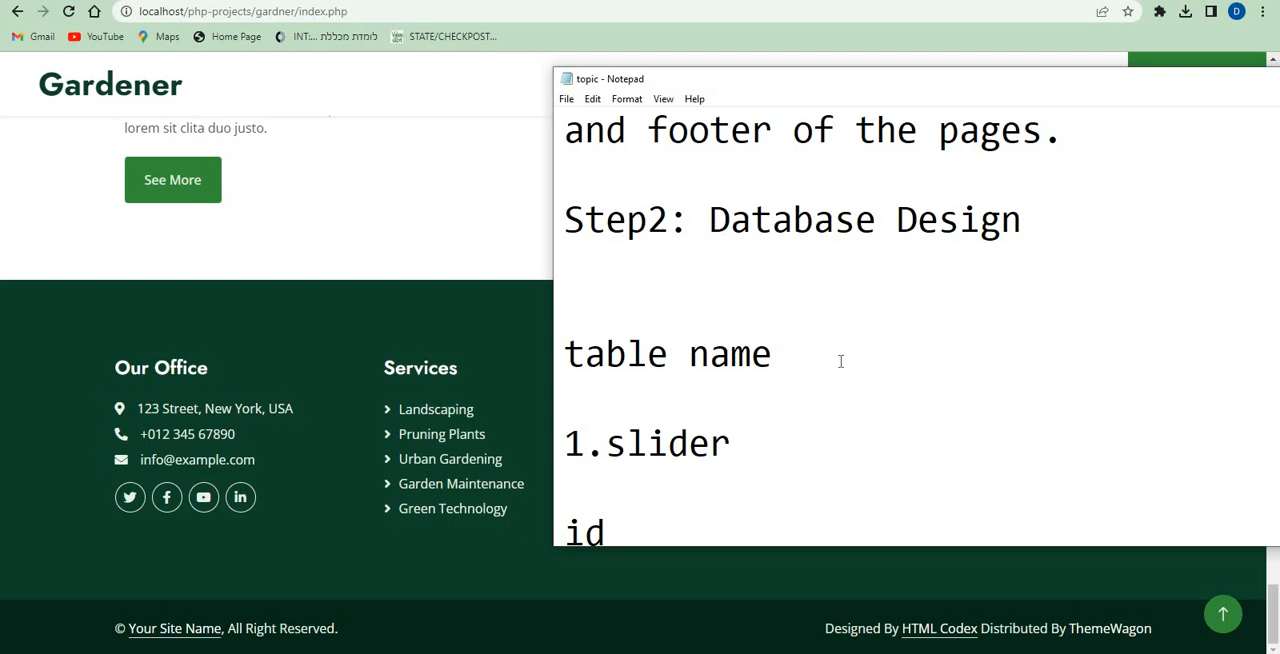 localhost/php-projects/gardner/index.php
D
Gmail
YouTube
Maps
Home Page
INT:... לומדת מכללת
STATE/CHECKPOST...
Gardener
lorem sit clita duo justo.
See More
topic - Notepad
File Edit Format View Help
and footer of the pages.
Step2: Database Design
table name
1.slider
id
Our Office
123 Street, New York, USA
+012 345 67890
info@example.com
Services
Landscaping
Pruning Plants
Urban Gardening
Garden Maintenance
Green Technology
© Your Site Name, All Right Reserved.
Designed By HTML Codex Distributed By ThemeWagon